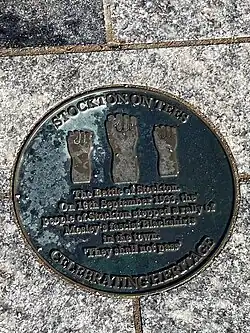 STOCKTON ON TEES
The Battle of Stockton.
On 10th September 1933, the
people of Stockton stopped a rally of
Mosley's Fascist Blackshirts
in the town.
"They shall not pass"
CELEBRATING HERITAGE